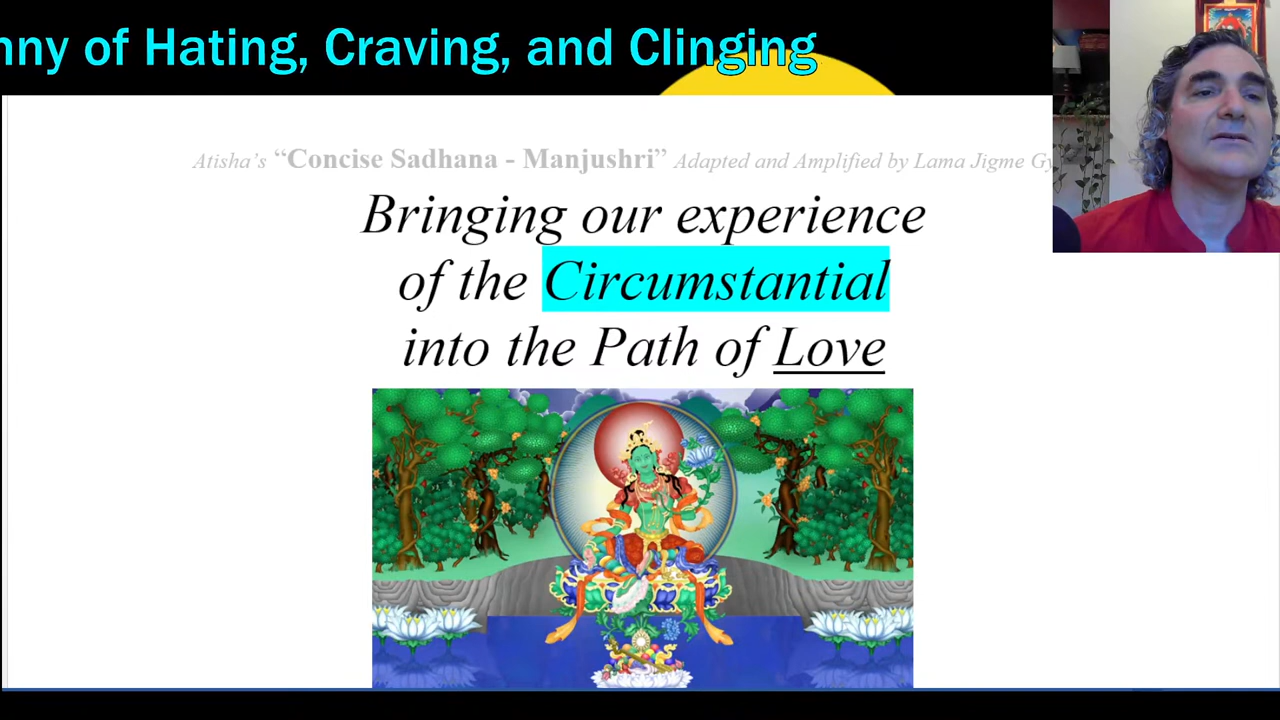 of Hating, Craving, and Clinging
Atisha's “Concise Sadhana - Manjushri” Adapted and Amplified by Lama Jigme
Bringing our experience
of the Circumstantial
into the Path of Love